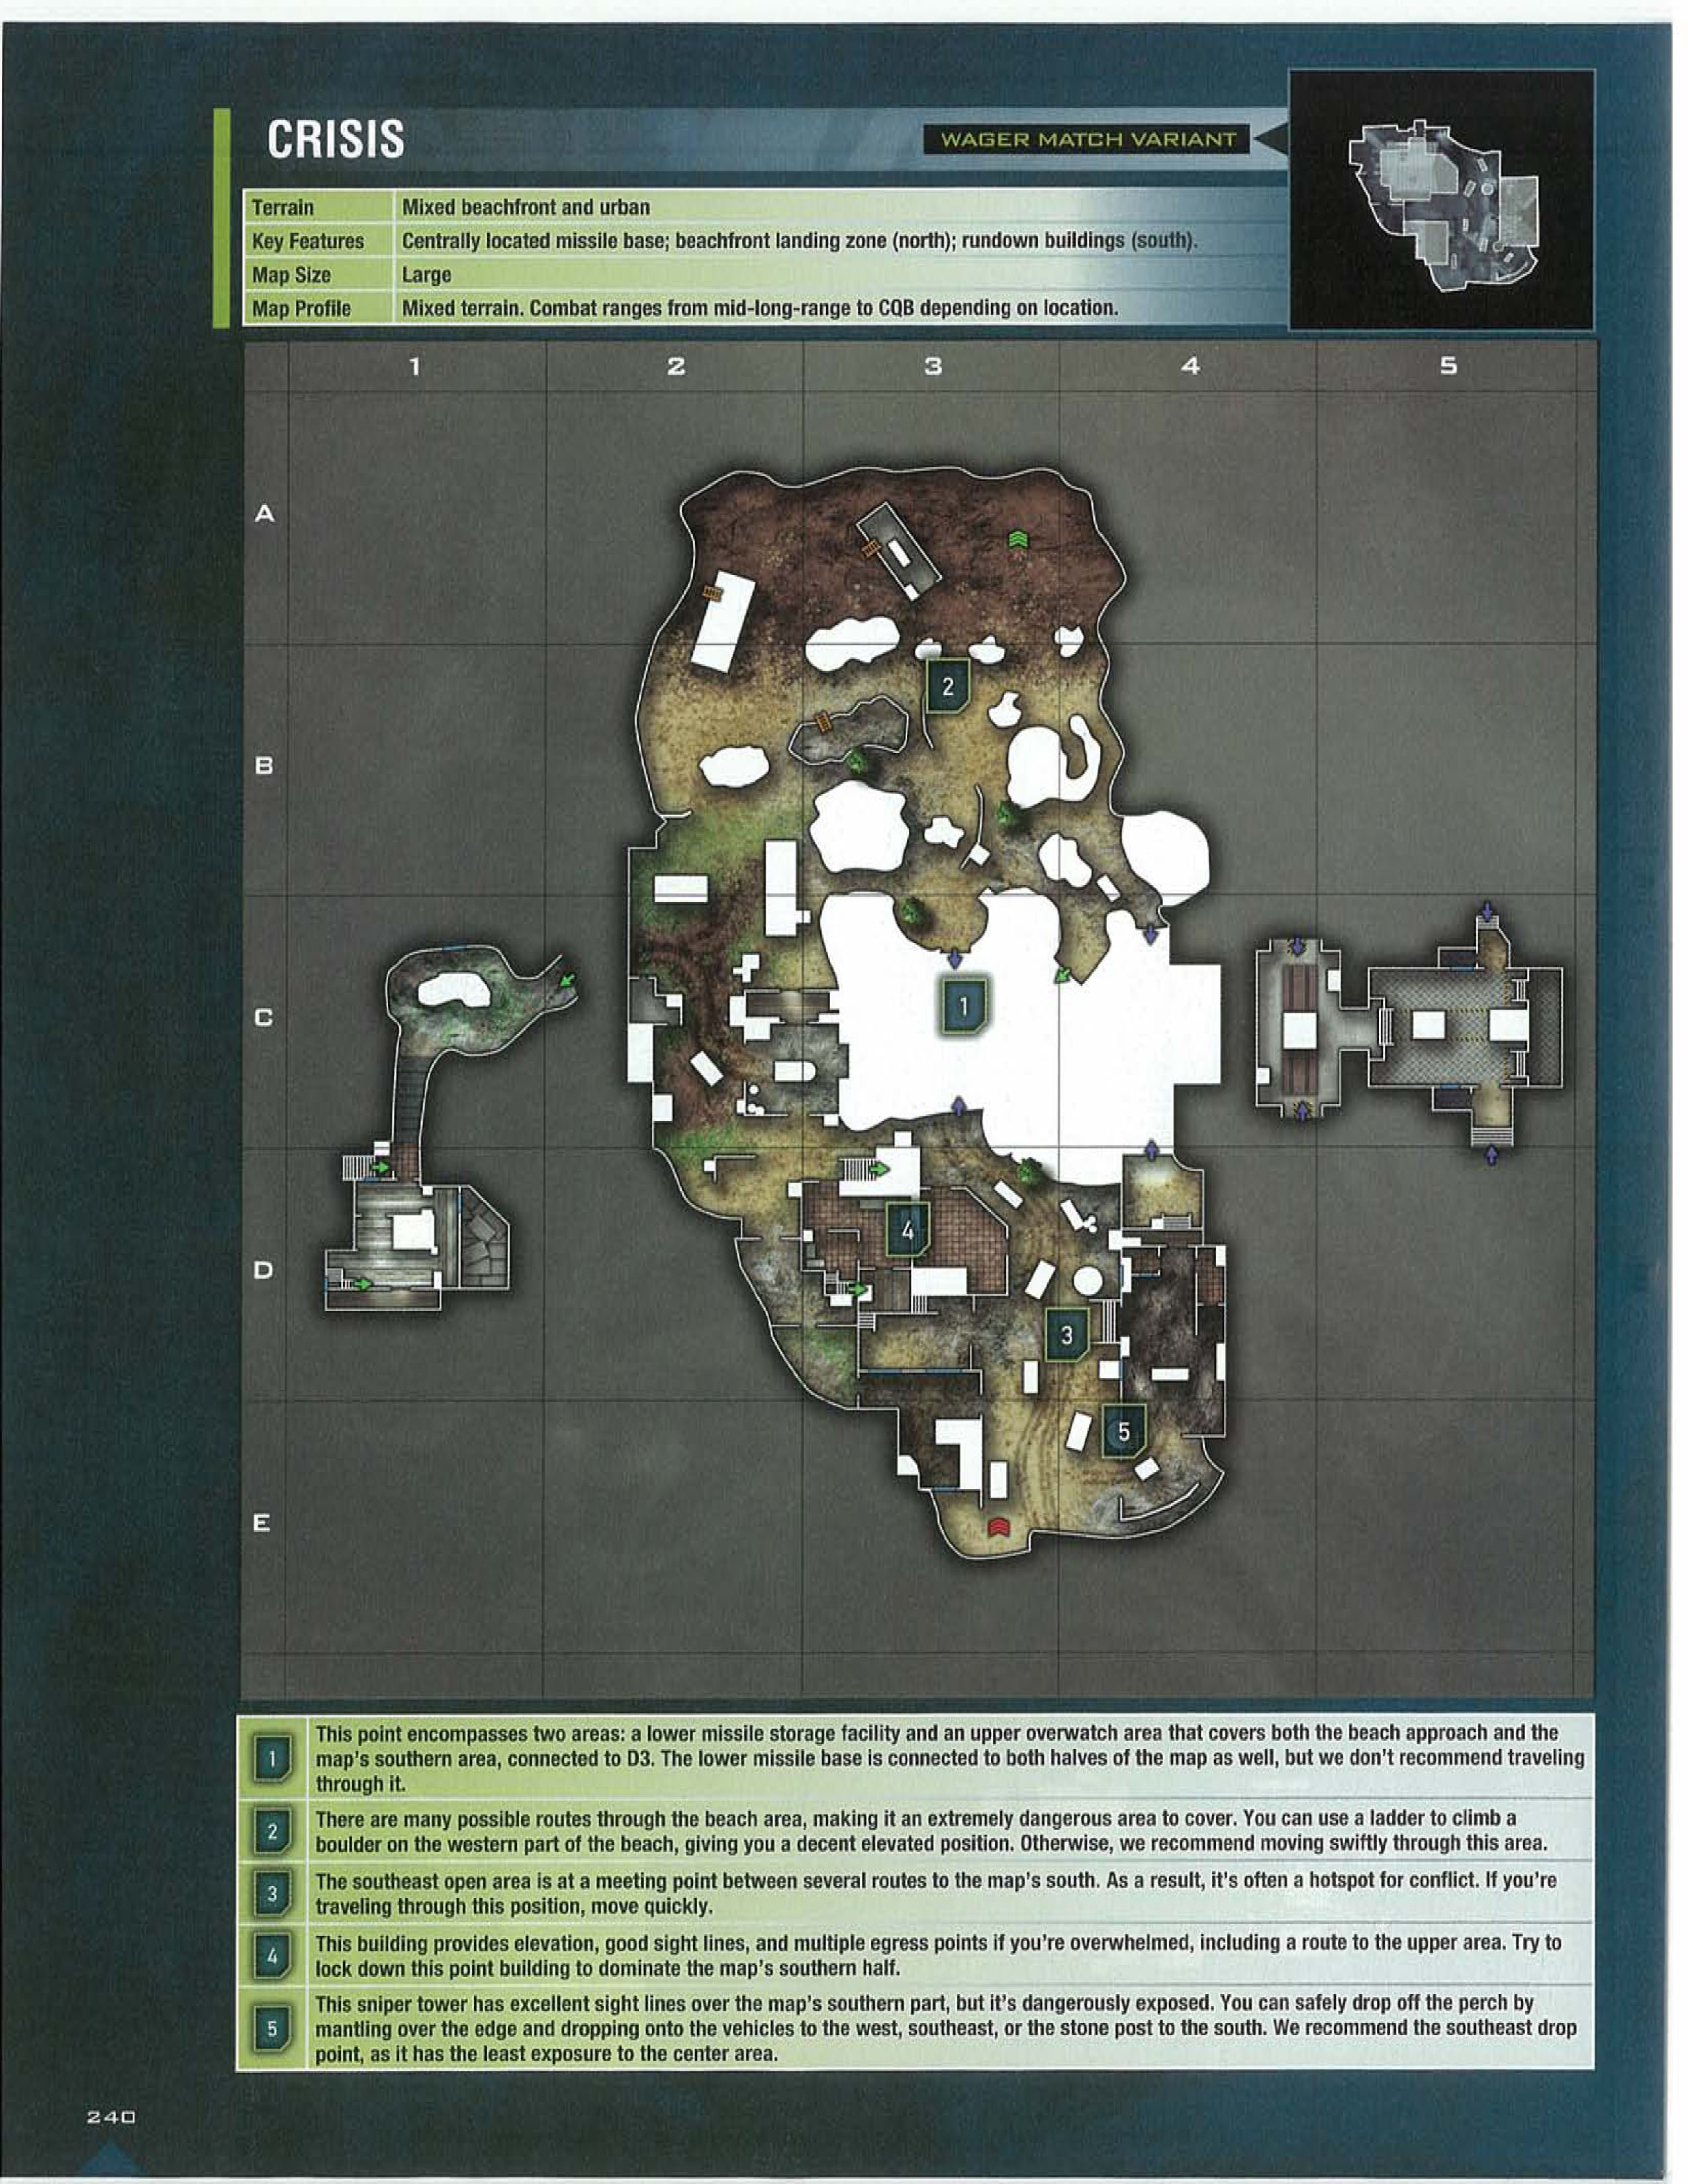 CRISIS
WAGER MATCH VARIANT
Terrain Mixed beachfront and urban
Key Features Centrally located missile base; beachfront landing zone (north); rundown buildings (south).
Map Size Large
Map Profile Mixed terrain. Combat ranges from mid-long-range to CQB depending on location.
1 2 3 4 5
A
2
B
C
1
4
D
3
5
E
1 This point encompasses two areas: a lower missile storage facility and an upper overwatch area that covers both the beach approach and the
map's southern area, connected to D3. The lower missile base is connected to both halves of the map as well, but we don't recommend traveling
through it.
2 There are many possible routes through the beach area, making it an extremely dangerous area to cover. You can use a ladder to climb a
boulder on the western part of the beach, giving you a decent elevated position. Otherwise, we recommend moving swiftly through this area.
3 The southeast open area is at a meeting point between several routes to the map's south. As a result, it's often a hotspot for conflict. If you're
traveling through this position, move quickly.
4 This building provides elevation, good sight lines, and multiple egress points if you're overwhelmed, including a route to the upper area. Try to
lock down this point building to dominate the map's southern half.
5 This sniper tower has excellent sight lines over the map's southern part, but it's dangerously exposed. You can safely drop off the perch by
mantling over the edge and dropping onto the vehicles to the west, southeast, or the stone post to the south. We recommend the southeast drop
point, as it has the least exposure to the center area.
240